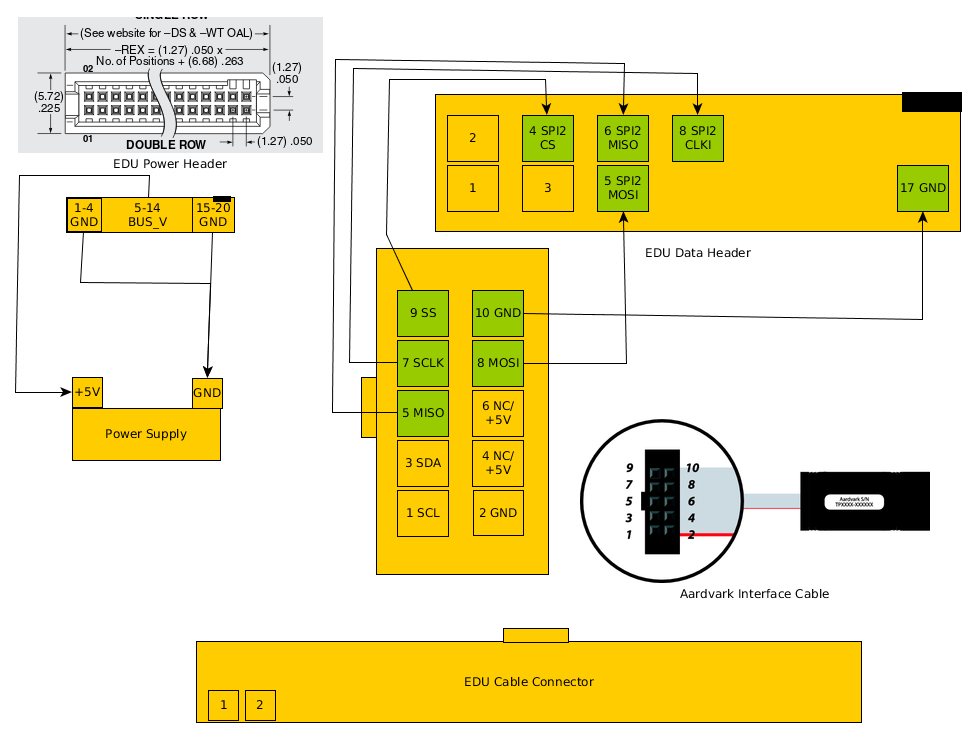 SINGLE ROW
(See website for –DS & –WT OAL)
–REX = (1.27) .050 x
No. of Positions + (6.68) .263
02
(1.27)
.050
(5.72)
.225
01
DOUBLE ROW
(1.27) .050
EDU Power Header
1-4
GND
5-14
BUS_V
15-20
GND
+5V
GND
Power Supply
2
4 SPI2
CS
6 SPI2
MISO
8 SPI2
CLKI
1
3
5 SPI2
MOSI
17 GND
EDU Data Header
9 SS
10 GND
7 SCLK
8 MOSI
5 MISO
6 NC/
+5V
3 SDA
4 NC/
+5V
1 SCL
2 GND
9
10
7
8
5
6
3
4
1
2
Aardvark S/N
TPXXXX-XXXXXX
Aardvark Interface Cable
EDU Cable Connector
1
2